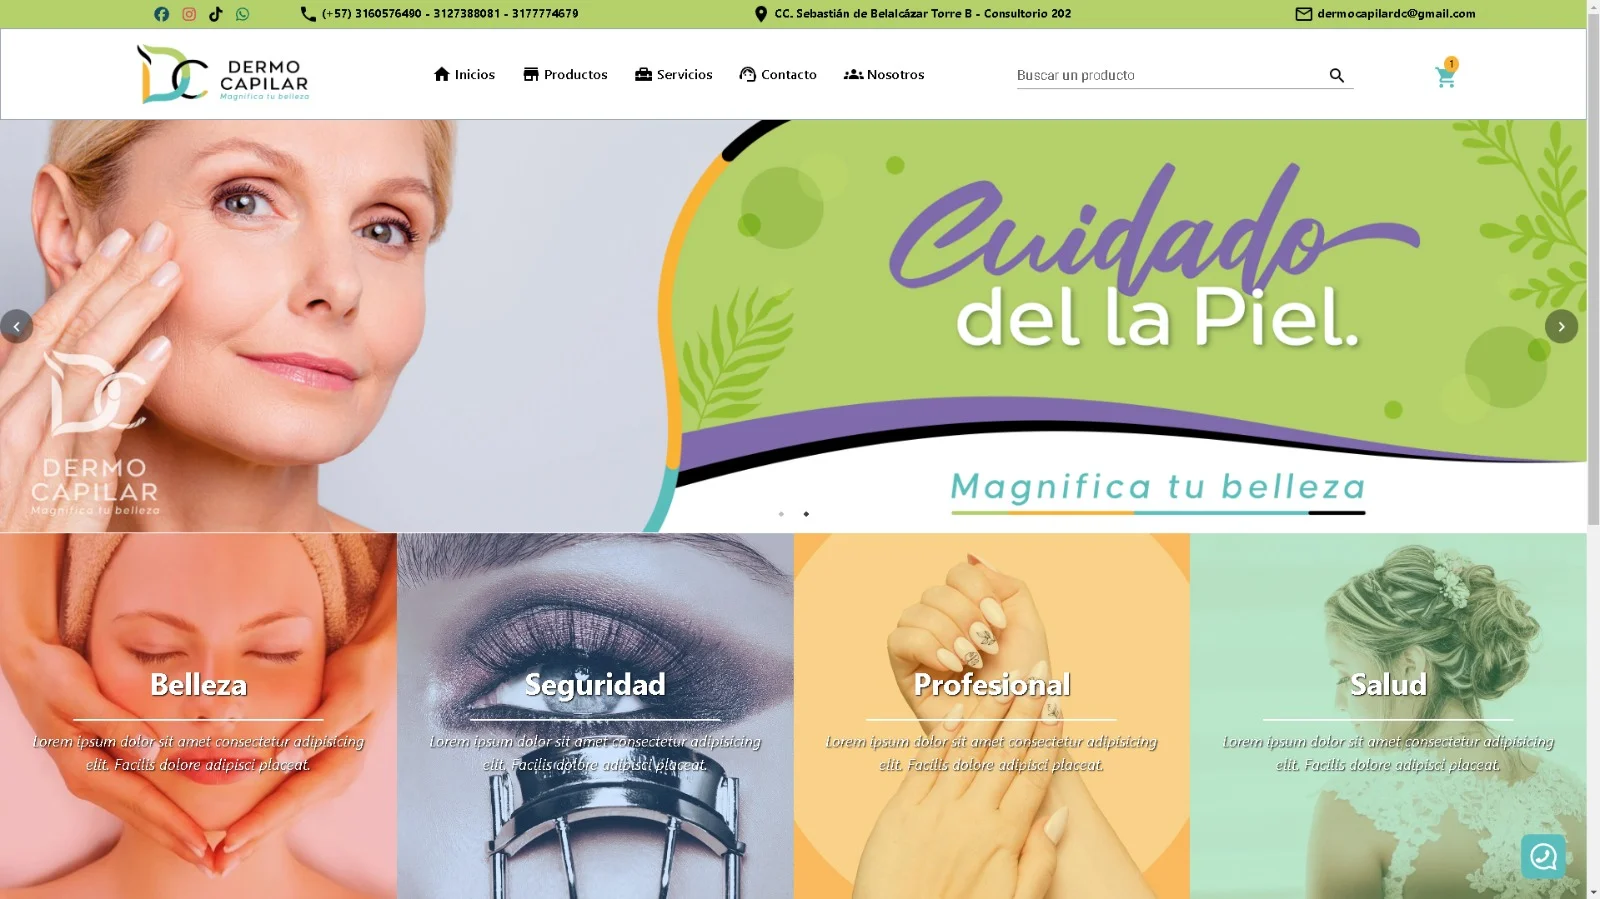 (+57) 3160576490 - 3127388081 - 3177774679
CC. Sebastián de Belalcázar Torre B - Consultorio 202
dermocapilardc@gmail.com
DC
DERMO
CAPILAR
Magnifica tu belleza
Inicios
Productos
Servicios
Contacto
Nosotros
Buscar un producto
1
Cuidado
del la Piel.
DC
DERMO
CAPILAR
Magnifica tu belleza
Magnifica tu belleza
Belleza
Lorem ipsum dolor sit amet consectetur adipisicing
elit. Facilis dolore adipisci placeat.
Seguridad
Lorem ipsum dolor sit amet consectetur adipisicing
elit. Facilis dolore adipisci placeat.
Profesional
Lorem ipsum dolor sit amet consectetur adipisicing
elit. Facilis dolore adipisci placeat.
Salud
Lorem ipsum dolor sit amet consectetur adipisicing
elit. Facilis dolore adipisci placeat.